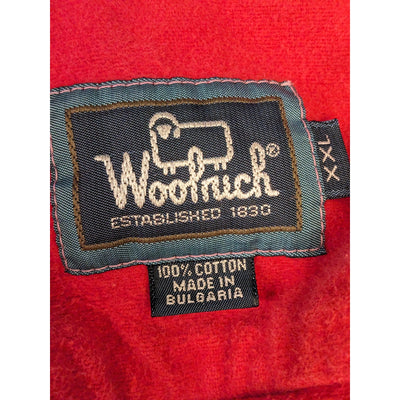 Woolrich®
ESTABLISHED 1830
XXL
100% COTTON
MADE IN
BULGARIA